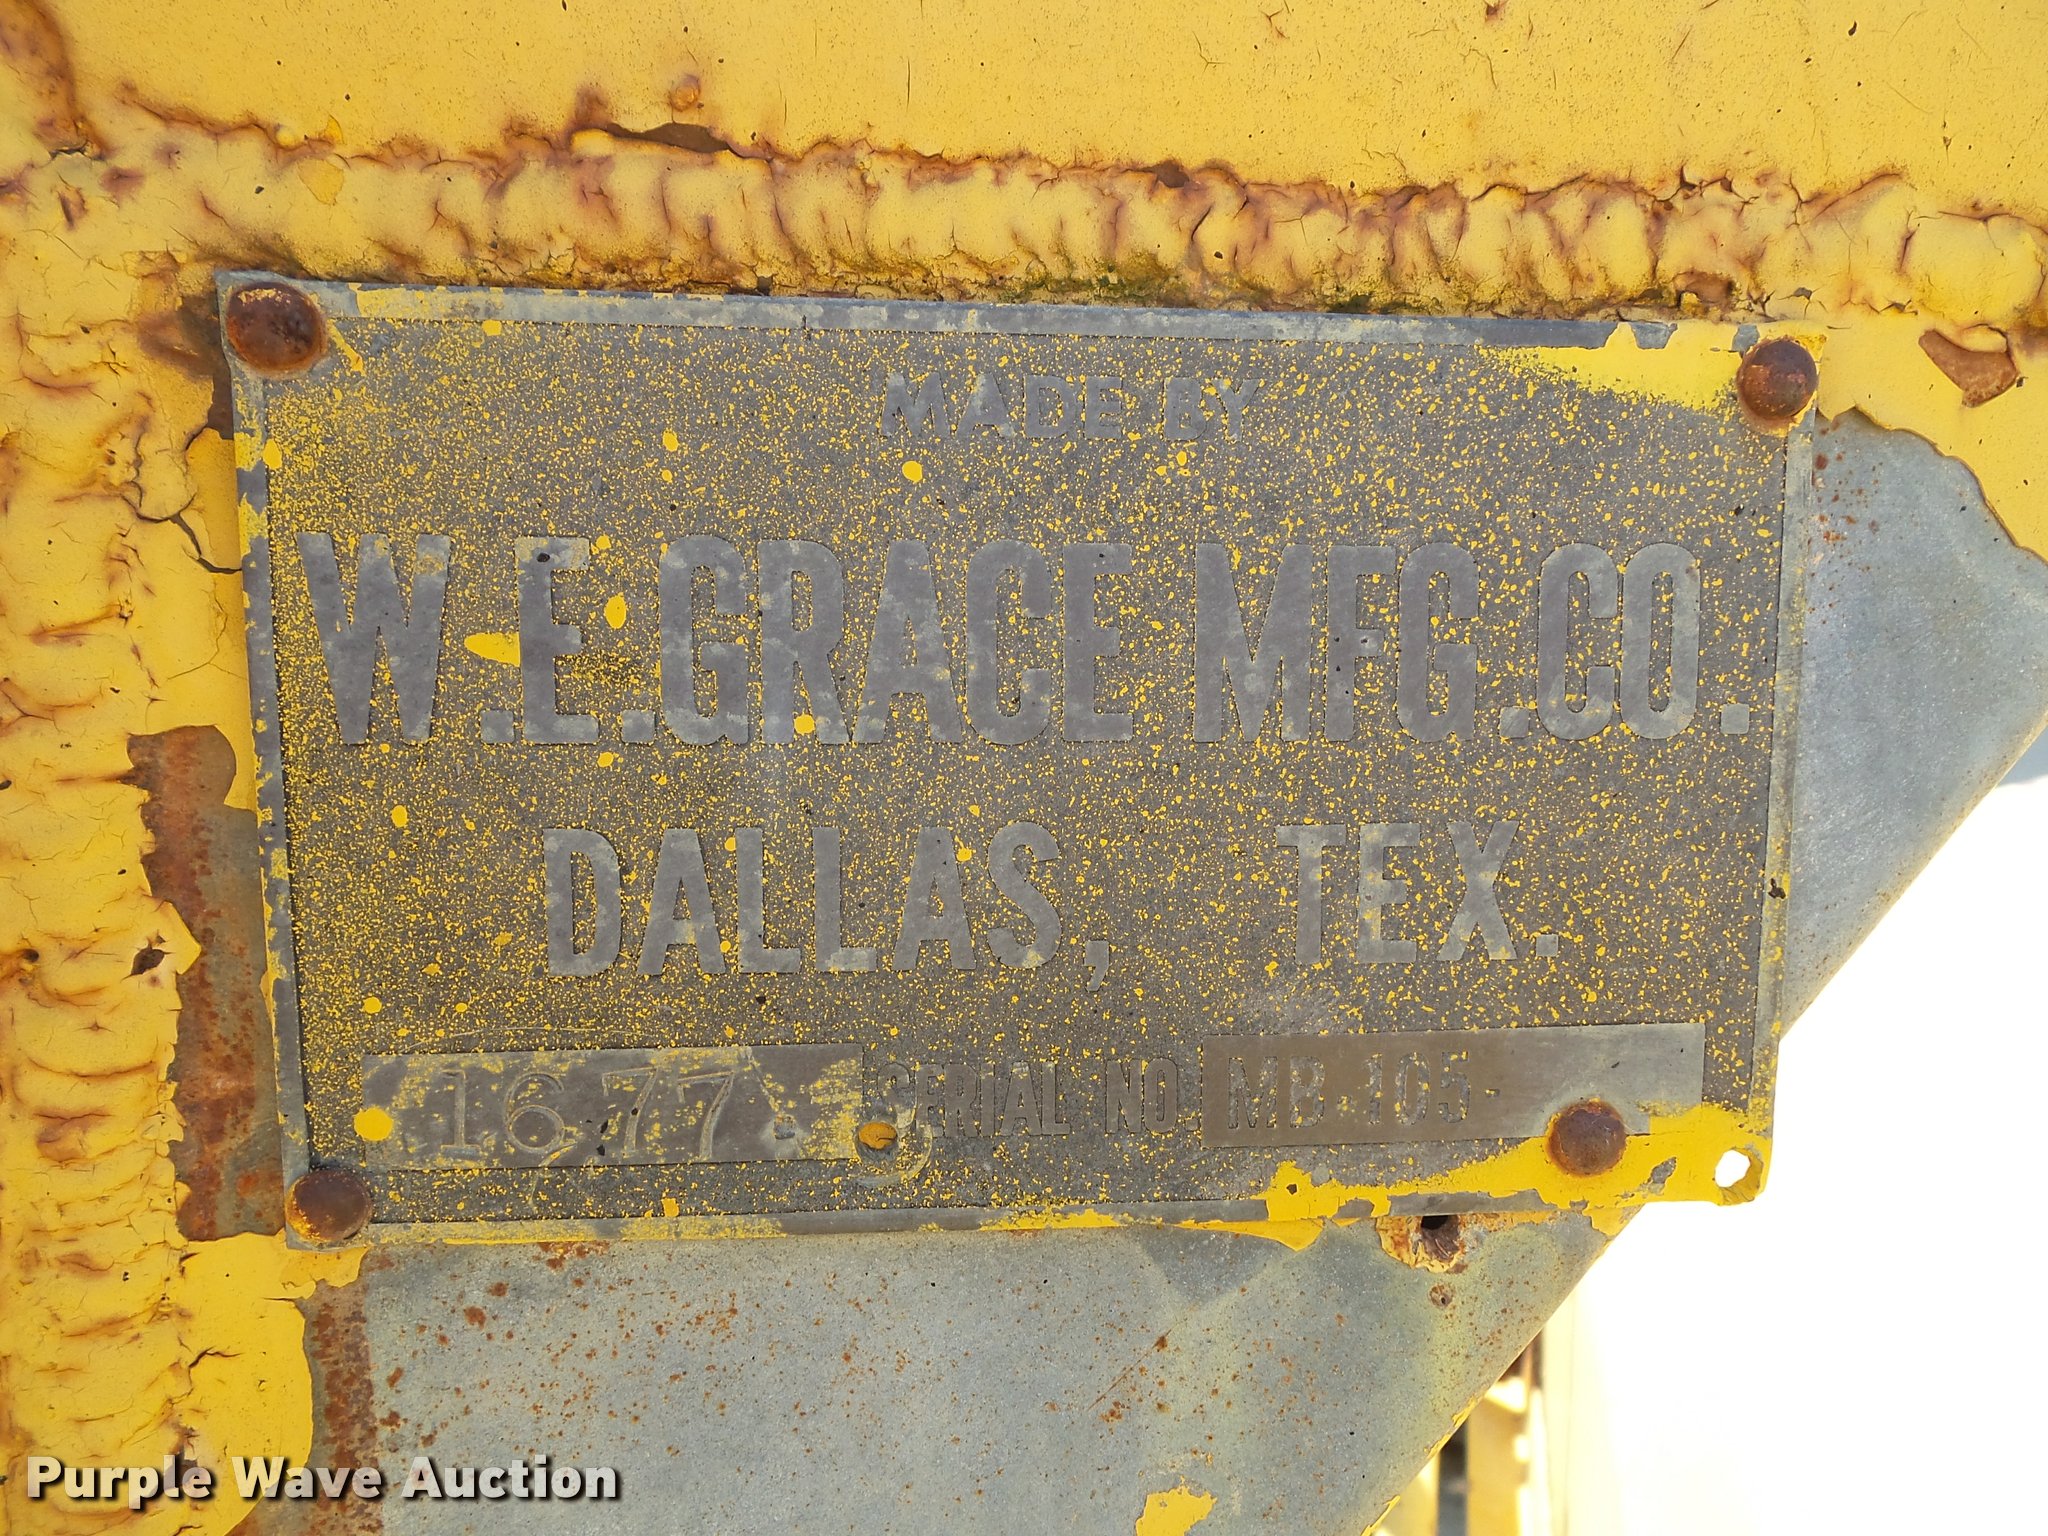 MADE BY
W.E.GRACE MFG.CO.
DALLAS, TEX.
1677 SERIAL NO. MB-105-
Purple Wave Auction